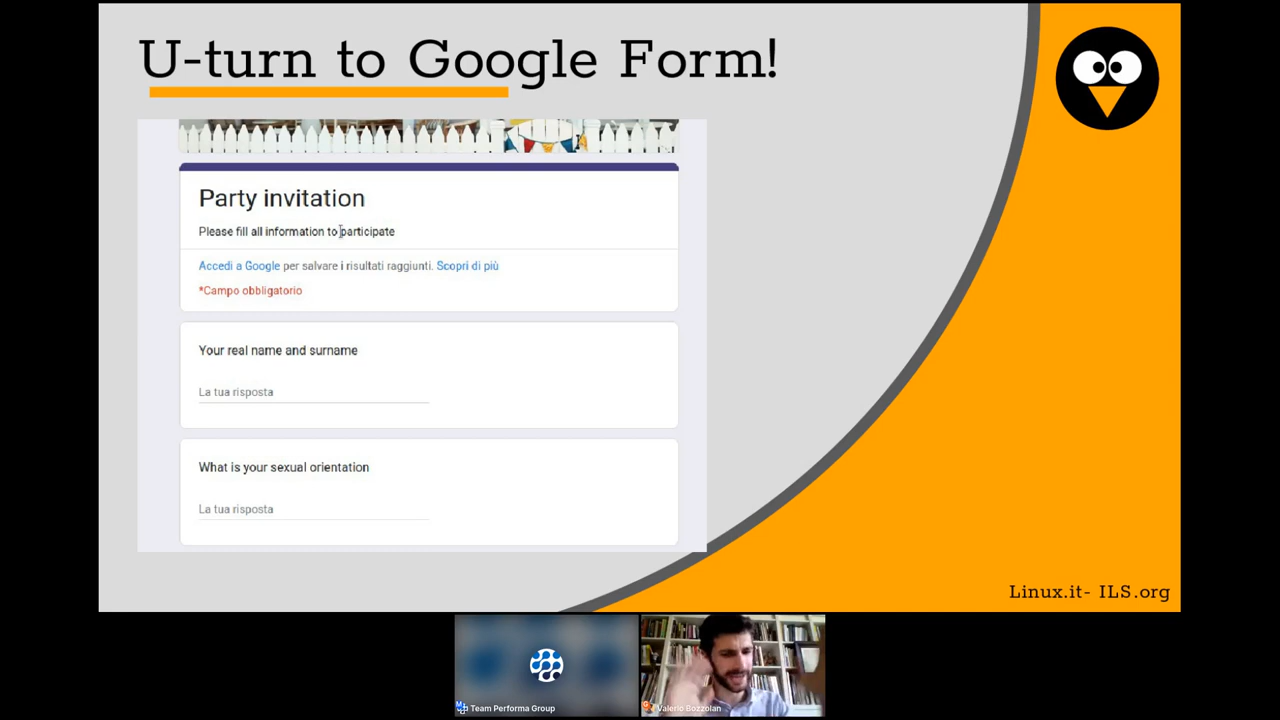 U-turn to Google Form!
Party invitation
Please fill all information to participate
Accedi a Google per salvare i risultati raggiunti. Scopri di più
*Campo obbligatorio
Your real name and surname
La tua risposta
What is your sexual orientation
La tua risposta
Linux.it- ILS.org
Team Performa Group
Valerio Bozzolan